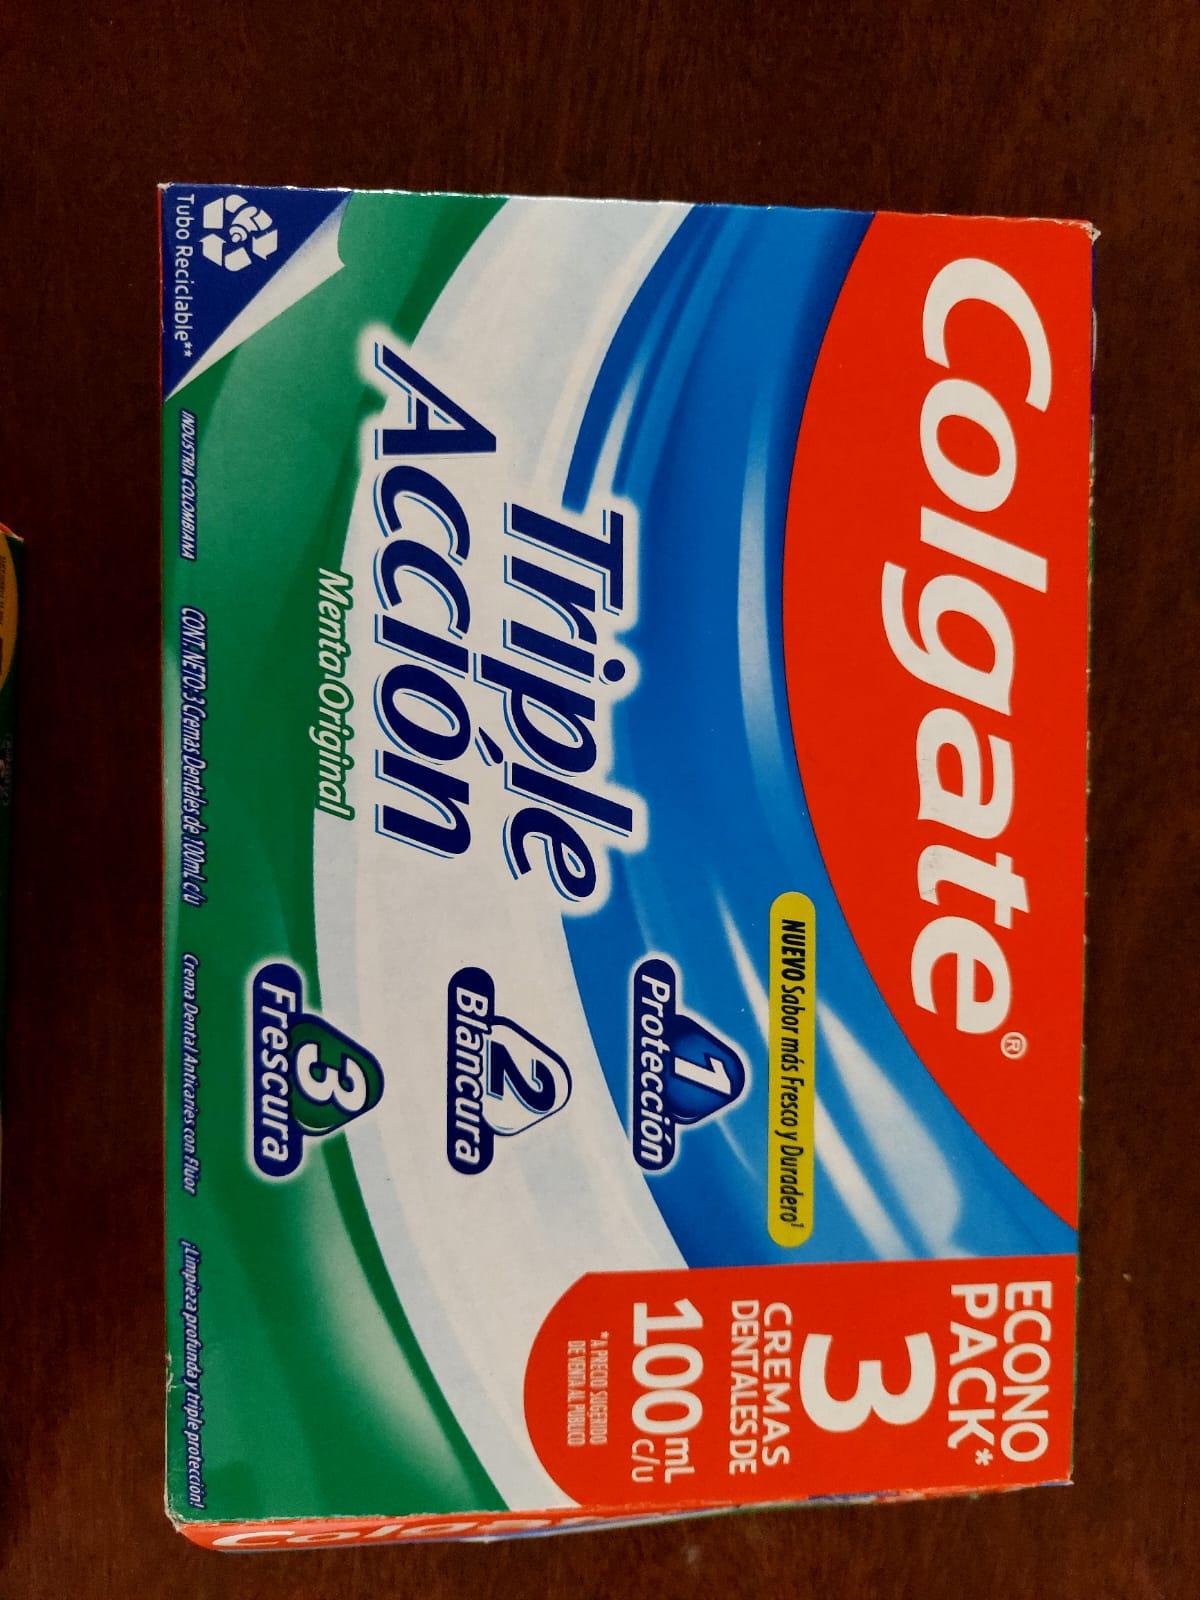 Colgate®
ECONO
PACK*
3
CREMAS
DENTALES DE
100mL
c/u
*A PRECIO SUGERIDO
DE VENTA AL PÚBLICO
NUEVO Sabor más Fresco y Duradero¹
Triple
Acción
Menta Original
1
Protección
2
Blancura
3
Frescura
Tubo Reciclable**
INDUSTRIA COLOMBIANA
CONT. NETO: 3 Cremas Dentales de 100mL c/u
Crema Dental Anticaries con Flúor
¡Limpieza profunda y triple protección!
Colgate